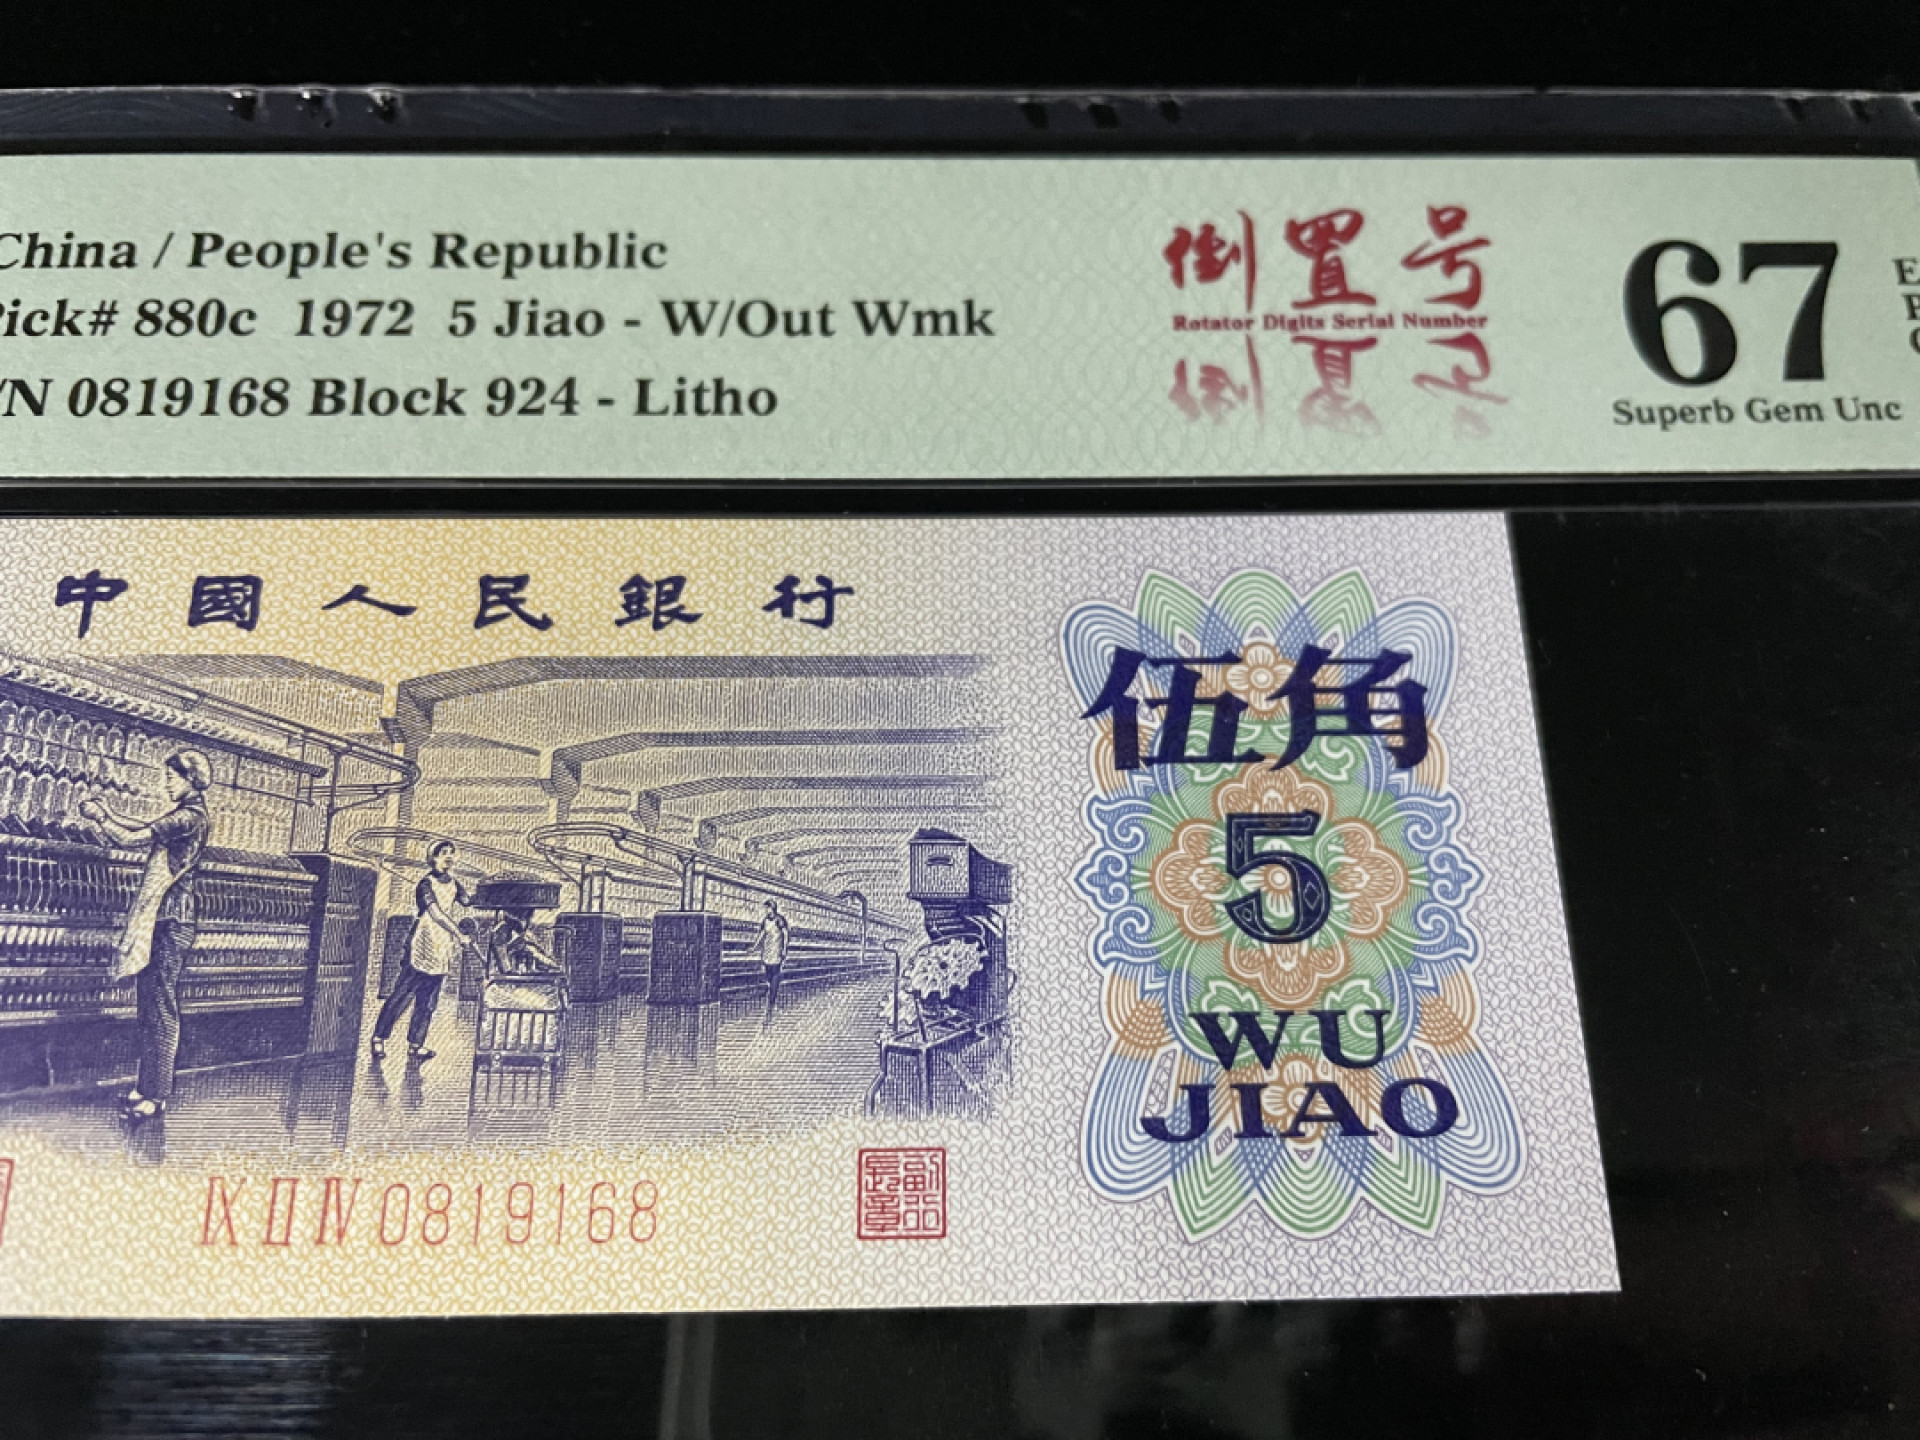 China / People's Republic
Pick# 880c 1972 5 Jiao - W/Out Wmk
S/N 0819168 Block 924 - Litho
倒置号
Rotator Digits Serial Number
67
Superb Gem Unc
中國人民銀行
伍角
5
WU
JIAO
IX II IV 0819168